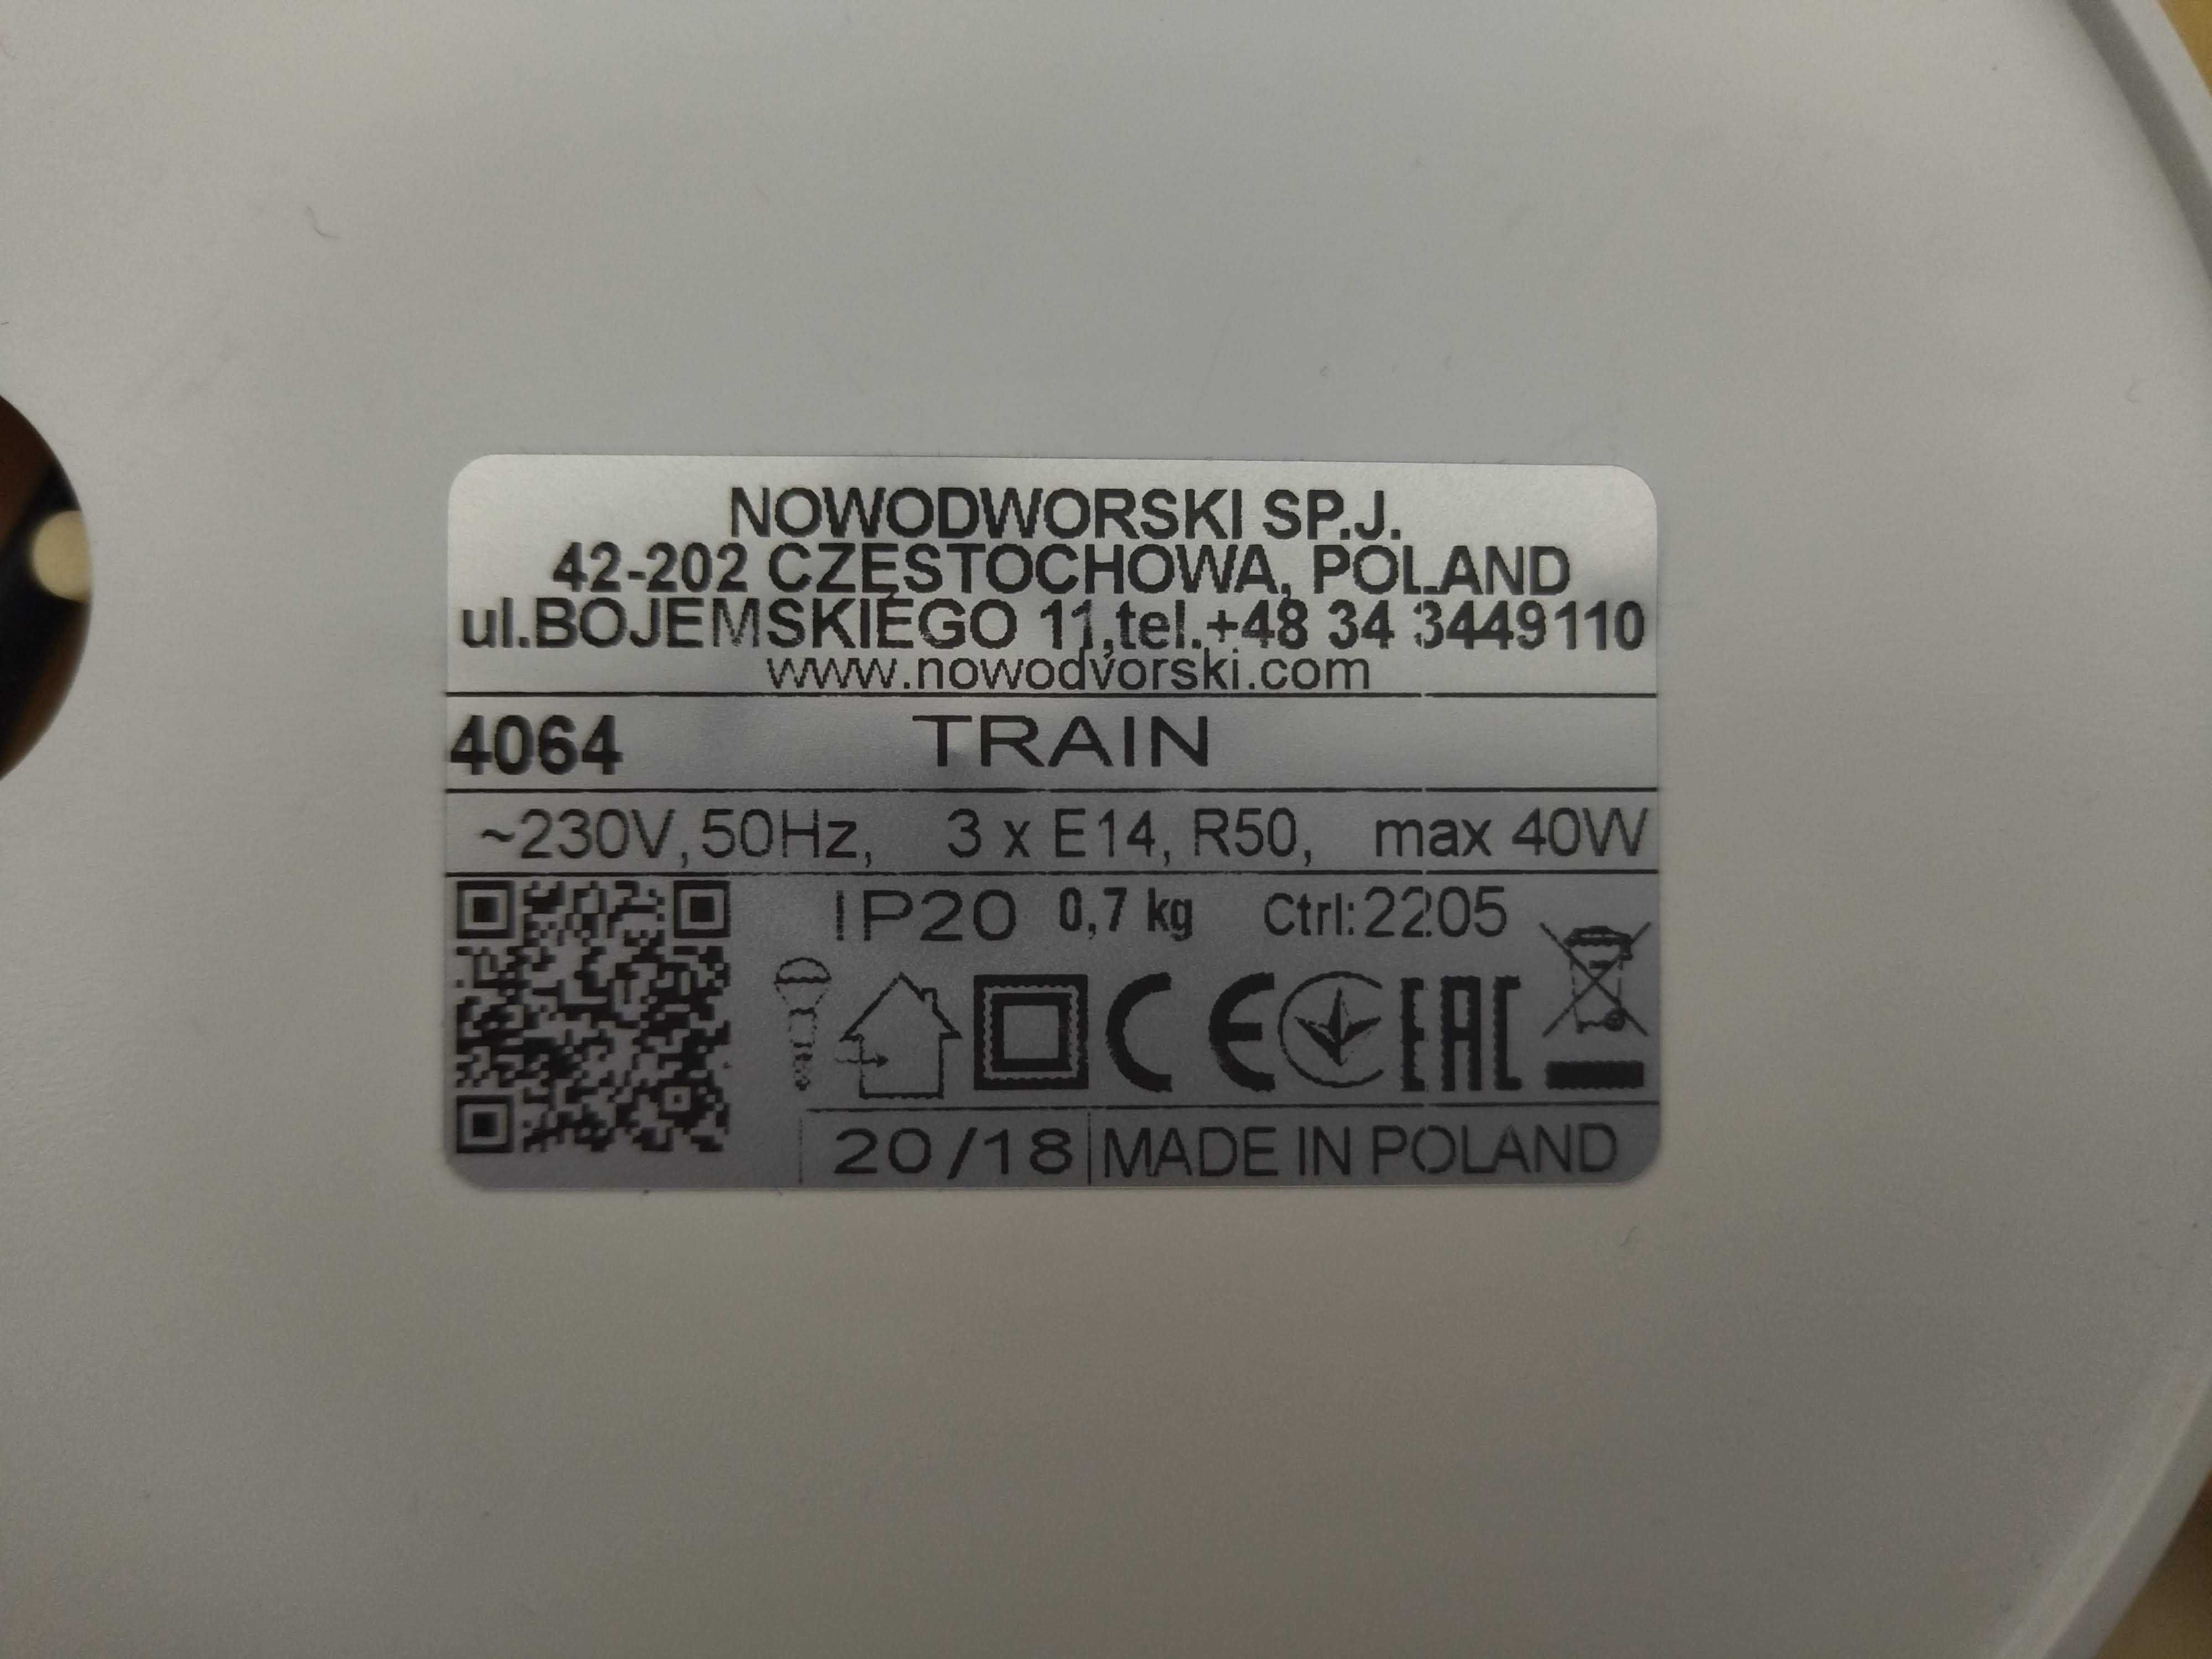 NOWODWORSKI SP.J.
42-202 CZĘSTOCHOWA, POLAND
ul.BOJEMSKIEGO 11,tel.+48 34 3449110
www.nowodvorski.com
4064 TRAIN
~230V,50Hz, 3 x E14, R50, max 40W
IP20 0,7 kg Ctrl:2205
CE EAC
20/18 MADE IN POLAND